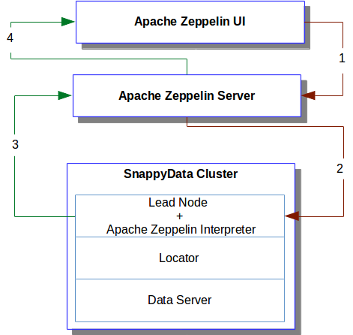 Apache Zeppelin UI
4
1
Apache Zeppelin Server
3
2
SnappyData Cluster
Lead Node
+
Apache Zeppelin Interpreter
Locator
Data Server